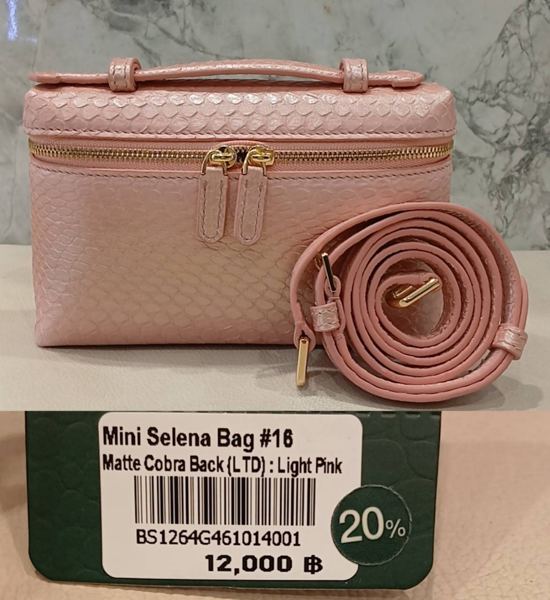 Mini Selena Bag #16
Matte Cobra Back (LTD) : Light Pink
BS1264G461014001
12,000 ฿
20%